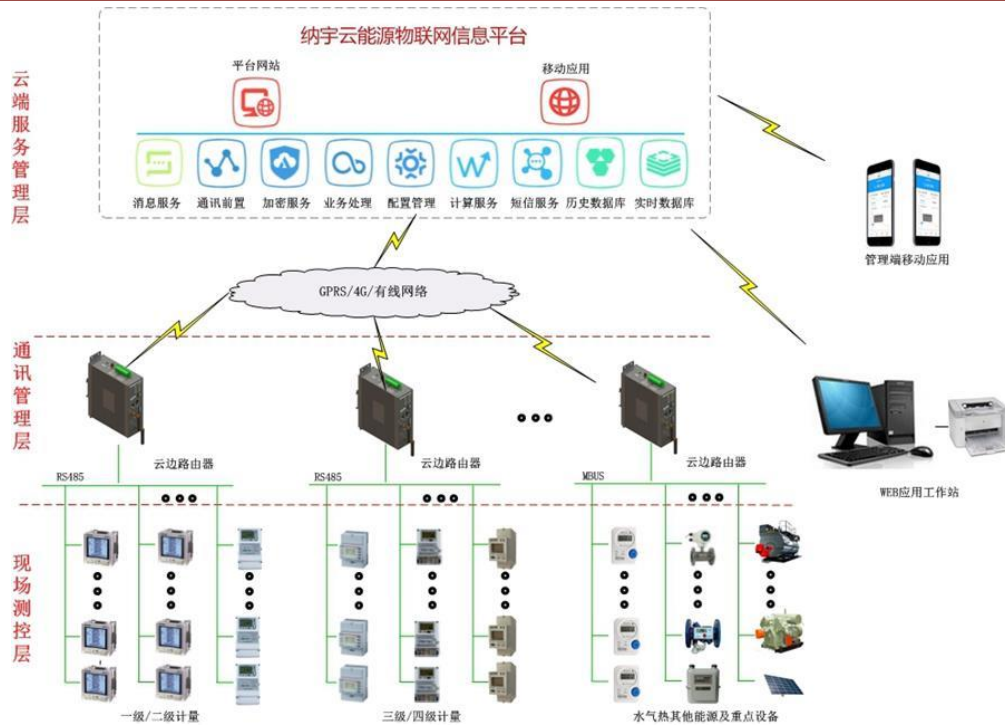 纳宇云能源物联网信息平台
平台网站
移动应用
云端服务管理层
消息服务
通讯前置
加密服务
业务处理
配置管理
计算服务
短信服务
历史数据库
实时数据库
管理端移动应用
GPRS/4G/有线网络
通讯管理层
云边路由器
云边路由器
云边路由器
RS485
RS485
MBUS
WEB应用工作站
现场测控层
一级/二级计量
三级/四级计量
水气热其他能源及重点设备